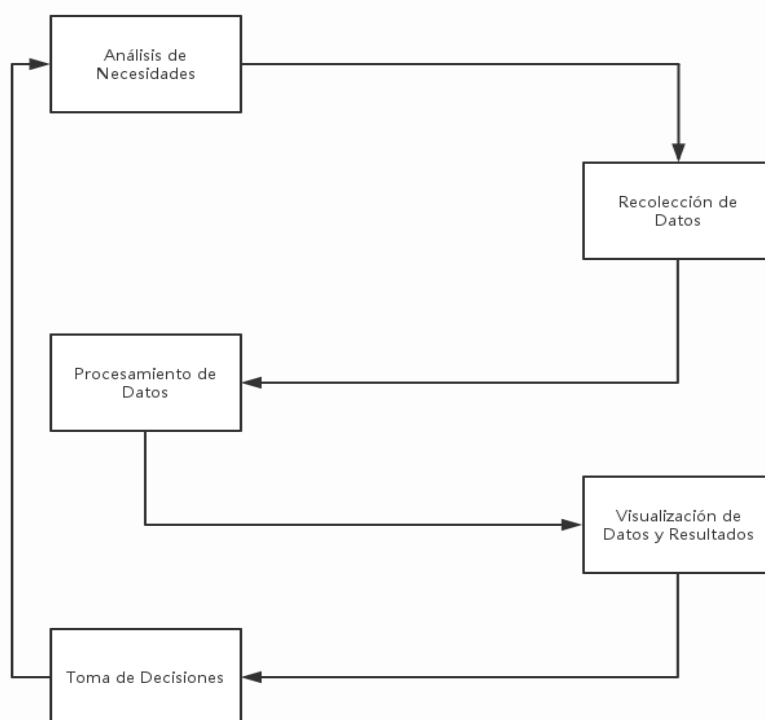 Análisis de
Necesidades
Recolección de
Datos
Procesamiento de
Datos
Visualización de
Datos y Resultados
Toma de Decisiones